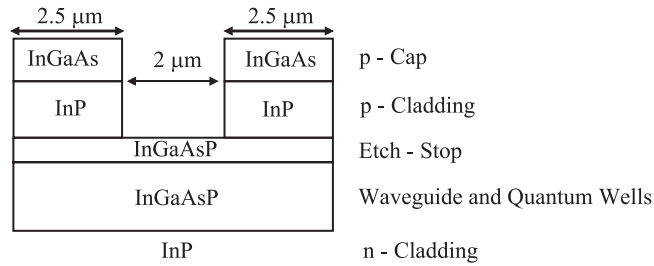 2.5 μm 2.5 μm
InGaAs 2 μm InGaAs p - Cap
InP InP p - Cladding
InGaAsP Etch - Stop
InGaAsP Waveguide and Quantum Wells
InP n - Cladding